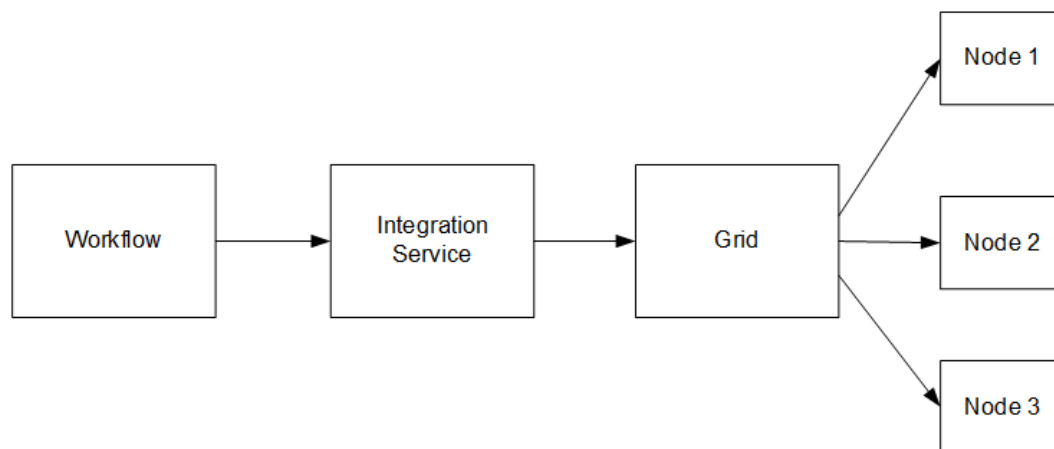 Node 1
Workflow
Integration
Service
Grid
Node 2
Node 3